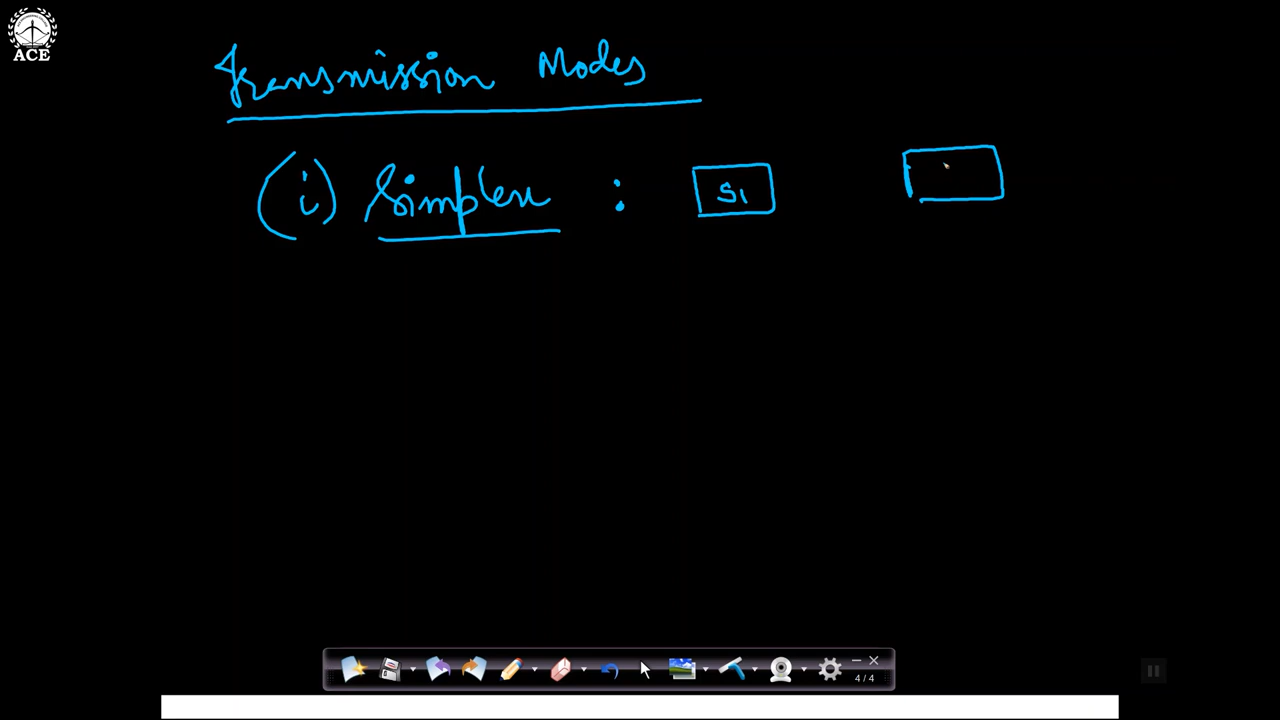 ACE
Transmission Modes
(i) Simplex : S1
4/4